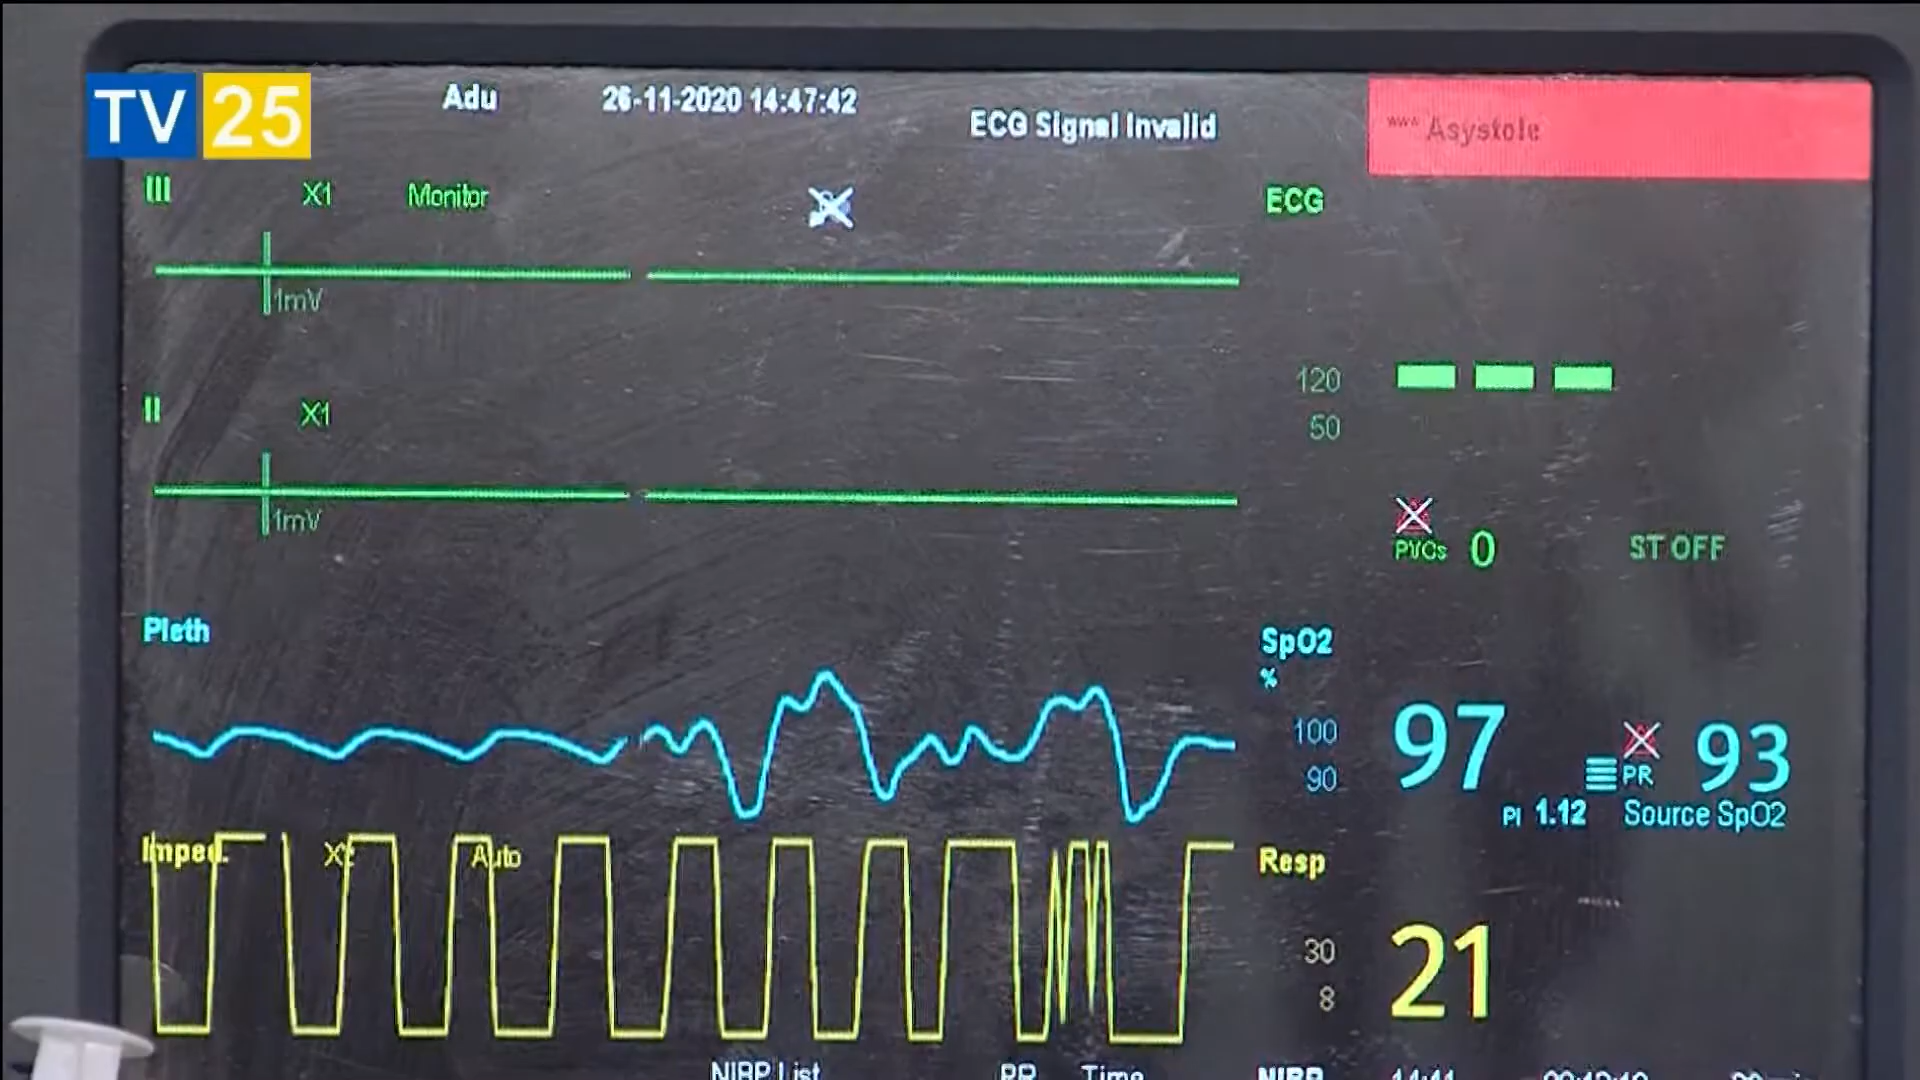 TV 25
Adu 26-11-2020 14:47:42
ECG Signal Invalid
*** Asystole
III X1 Monitor
ECG
1mV
120
50
II X1
1mV
PVCs 0 ST OFF
Pleth
SpO2
%
100
90
97
PR 93
PI 1.12 Source SpO2
Imped. Auto
Resp
30
8
21
NIBP List PR Time NIBP 14:41